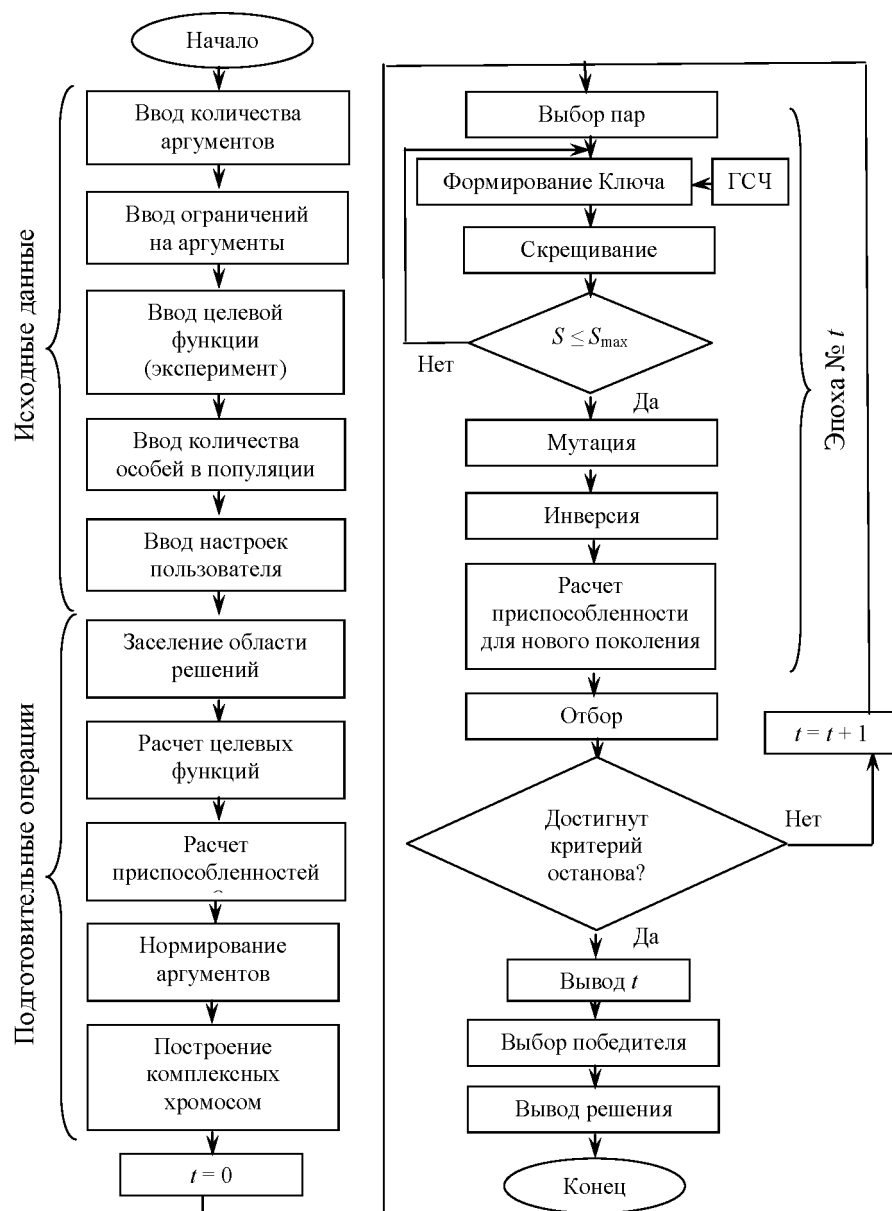 Начало
Ввод количества
аргументов
Ввод ограничений
на аргументы
Ввод целевой
функции
(эксперимент)
Ввод количества
особей в популяции
Ввод настроек
пользователя
Исходные данные
Заселение области
решений
Расчет целевых
функций
Расчет
приспособленностей
Нормирование
аргументов
Построение
комплексных
хромосом
Подготовительные операции
t = 0
Выбор пар
Формирование Ключа
ГСЧ
Скрещивание
S ≤ Smax
Нет
Да
Мутация
Инверсия
Расчет
приспособленности
для нового поколения
Эпоха № t
Отбор
t = t + 1
Достигнут
критерий
останова?
Нет
Да
Вывод t
Выбор победителя
Вывод решения
Конец